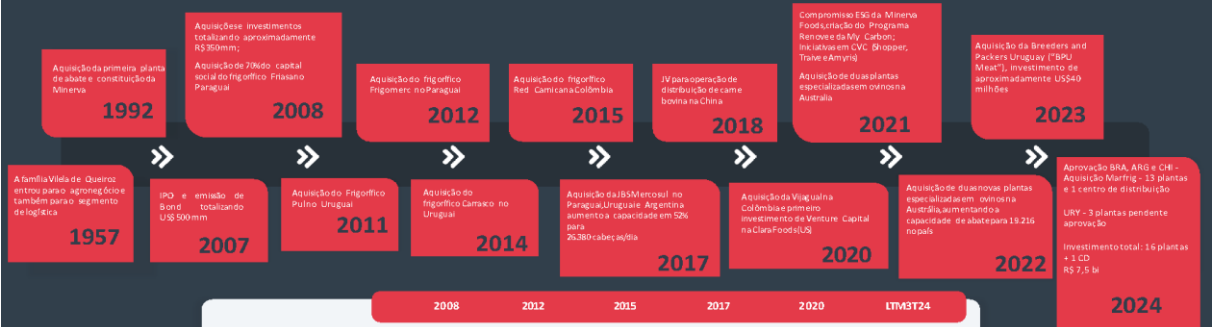 Aquisição da primeira planta
de abate e constituição da
Minerva
1992
Aquisições e investimentos
totalizando aproximadamente
R$350mm;
Aquisição de 70% do capital
social do frigorífico Friasa no
Paraguai
2008
Aquisição do frigorífico
Frigomerc no Paraguai
2012
Aquisição do frigorífico
Red Carnica na Colômbia
2015
JV para operação de
distribuição de carne
bovina na China
2018
Compromisso ESG da Minerva
Foods, criação do Programa
Renove e da My Carbon;
Iniciativas em CVC (Shopper,
Traive e Amyris)
Aquisição de duas plantas
especializadas em ovinos na
Australia
2021
Aquisição da Breeders and
Packers Uruguay ("BPU
Meat"), investimento de
aproximadamente US$40
milhões
2023
A família Vilela de Queiroz
entrou para o agronegócio e
também para o segmento
de logística
1957
IPO e emissão de
Bond totalizando
US$ 500mm
2007
Aquisição do Frigorífico
Pul no Uruguai
2011
Aquisição do
frigorífico Carrasco no
Uruguai
2014
Aquisição da JBS Mercosul no
Paraguai, Uruguai e Argentina
aumento a capacidade em 52%
para
26.380 cabeças/dia
2017
Aquisição da Vijagual na
Colômbia e primeiro
investimento de Venture Capital
na Clara Foods (US)
2020
Aquisição de duas novas plantas
especializadas em ovinos na
Austrália, aumentando a
capacidade de abate para 19.216
no país
2022
Aprovação BRA, ARG e CHI -
Aquisição Marfrig - 13 plantas
e 1 centro de distribuição
URY - 3 plantas pendente
aprovação
Investimento total: 16 plantas
+ 1 CD
R$ 7,5 bi
2024
2008 2012 2015 2017 2020 LTM3T24